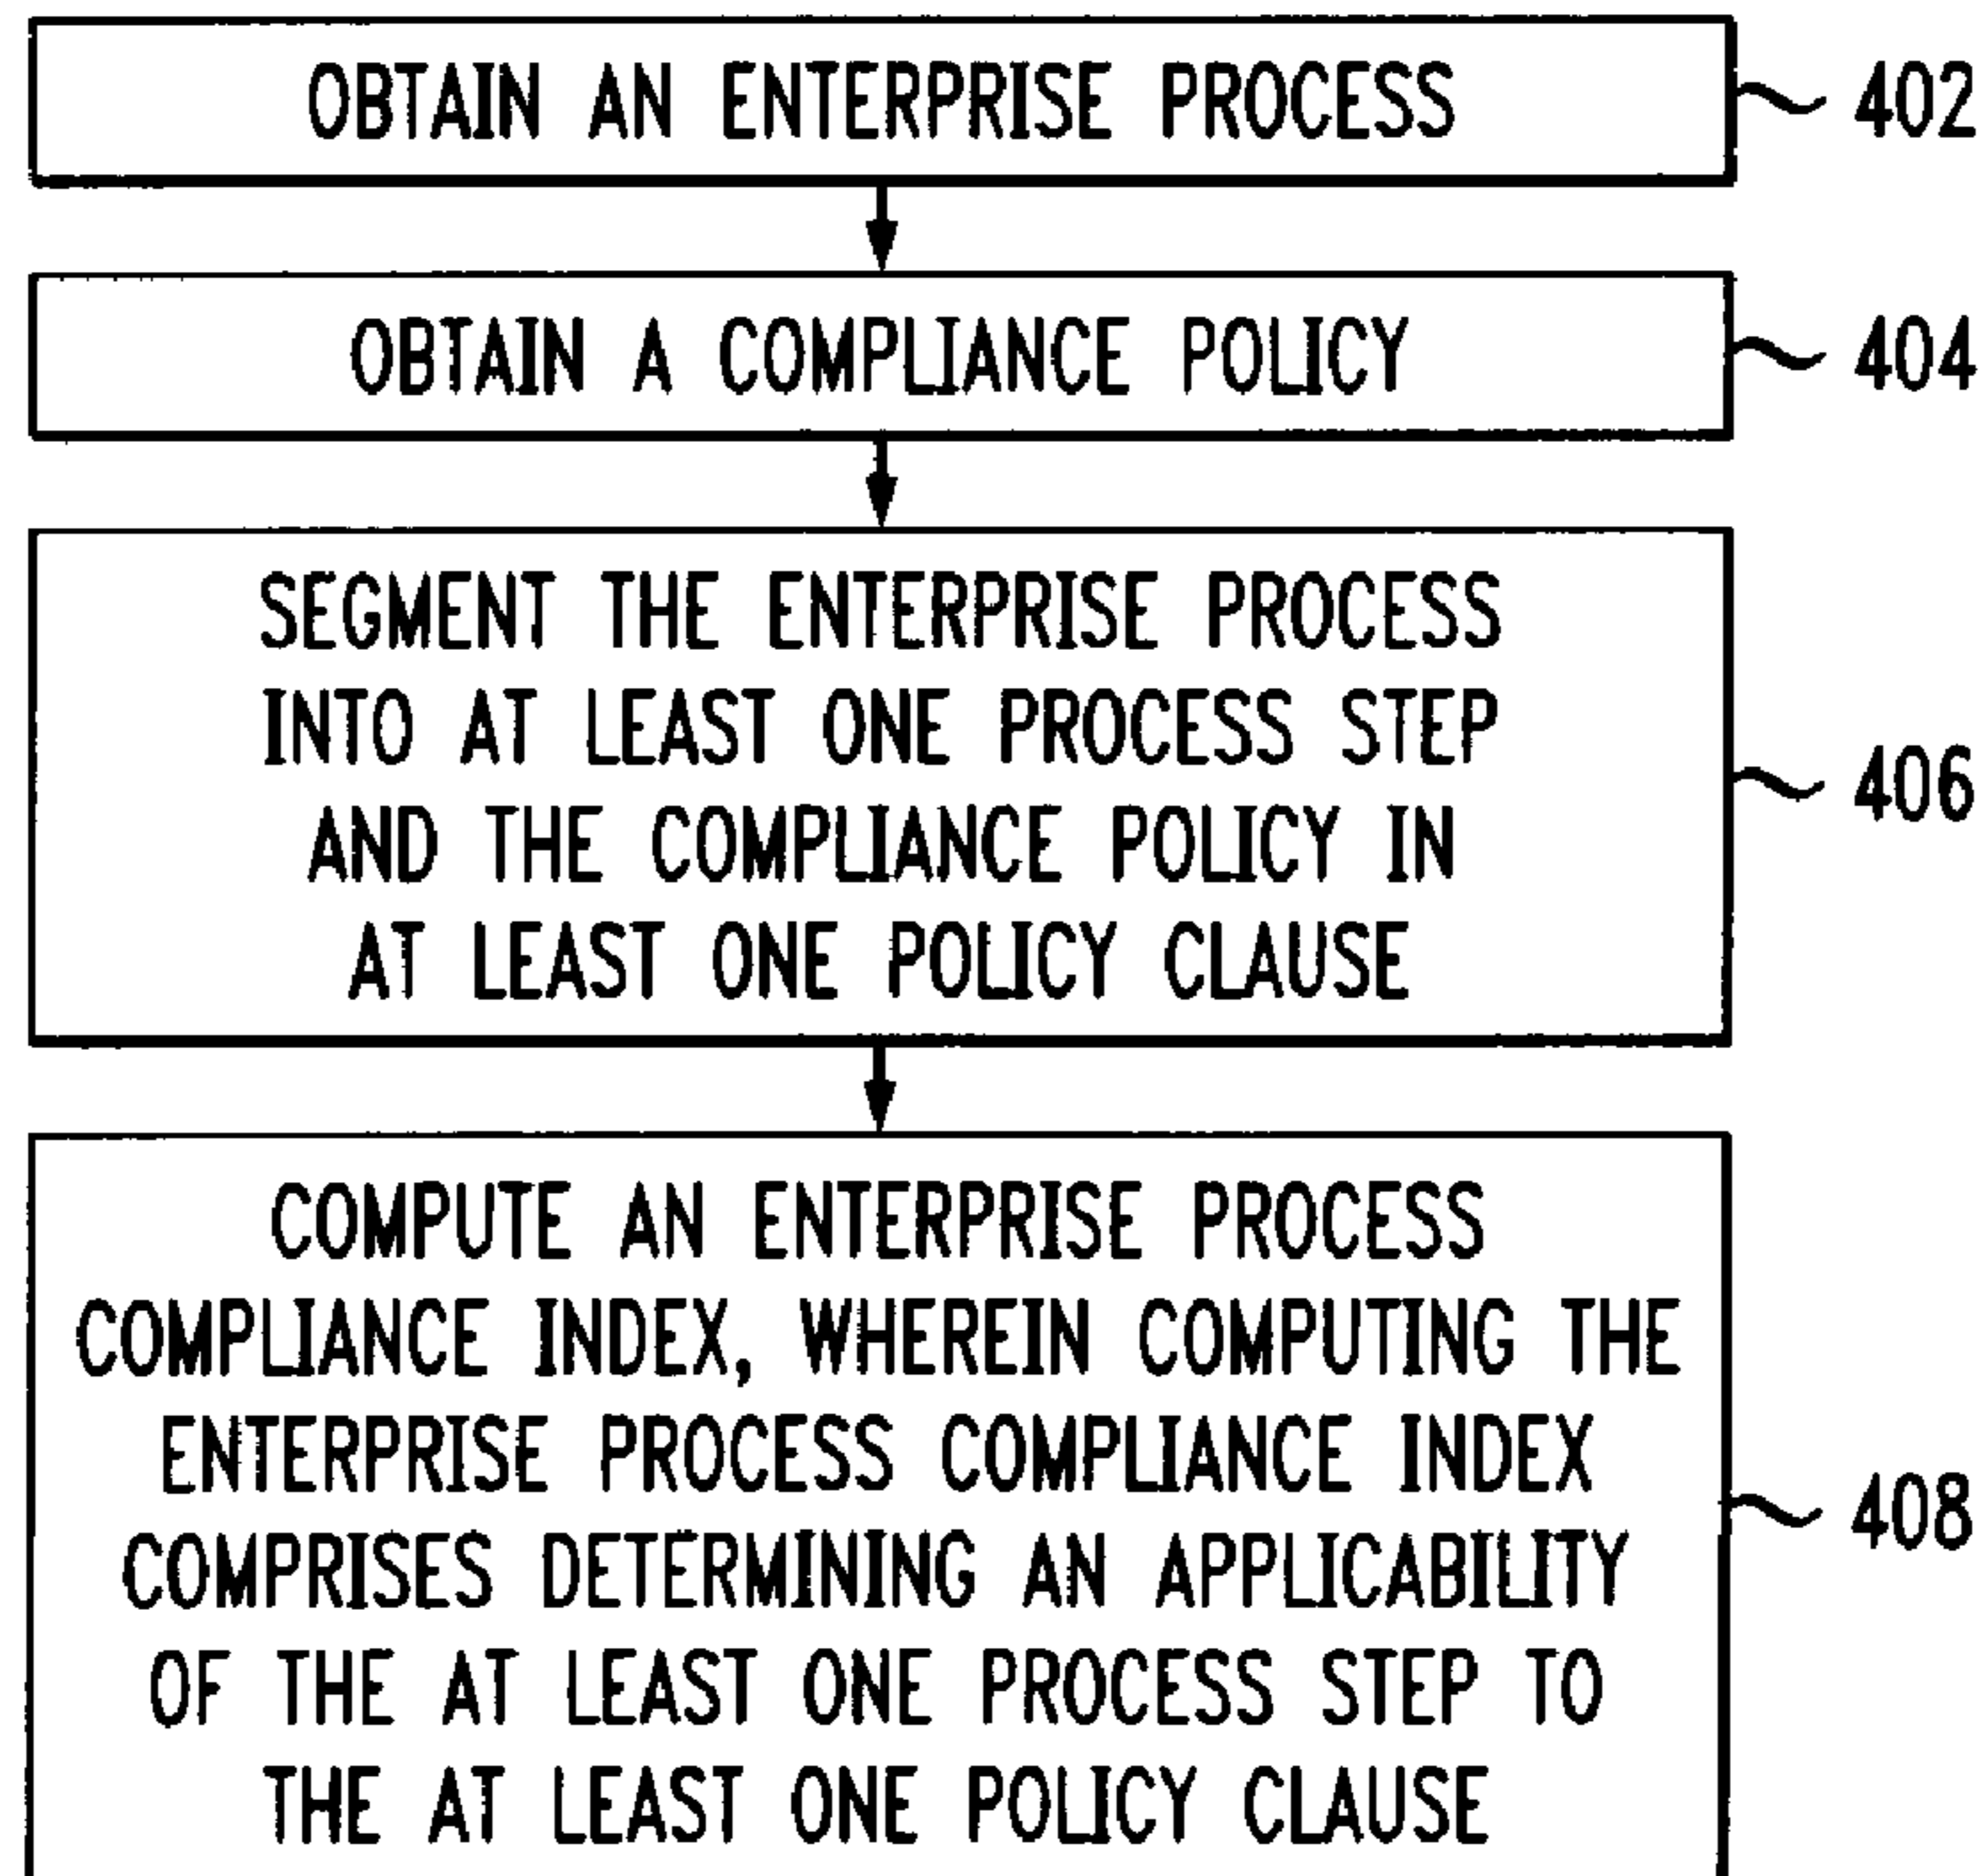 OBTAIN AN ENTERPRISE PROCESS
402
OBTAIN A COMPLIANCE POLICY
404
SEGMENT THE ENTERPRISE PROCESS
INTO AT LEAST ONE PROCESS STEP
AND THE COMPLIANCE POLICY IN
AT LEAST ONE POLICY CLAUSE
406
COMPUTE AN ENTERPRISE PROCESS
COMPLIANCE INDEX, WHEREIN COMPUTING THE
ENTERPRISE PROCESS COMPLIANCE INDEX
COMPRISES DETERMINING AN APPLICABILITY
OF THE AT LEAST ONE PROCESS STEP TO
THE AT LEAST ONE POLICY CLAUSE
408